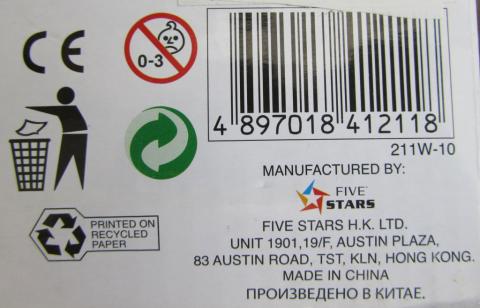 CE
0-3
4 897018 412118
211W-10
MANUFACTURED BY:
FIVE
STARS
PRINTED ON
RECYCLED
PAPER
FIVE STARS H.K. LTD.
UNIT 1901,19/F, AUSTIN PLAZA,
83 AUSTIN ROAD, TST, KLN, HONG KONG.
MADE IN CHINA
ПРОИЗВЕДЕНО В КИТАЕ.